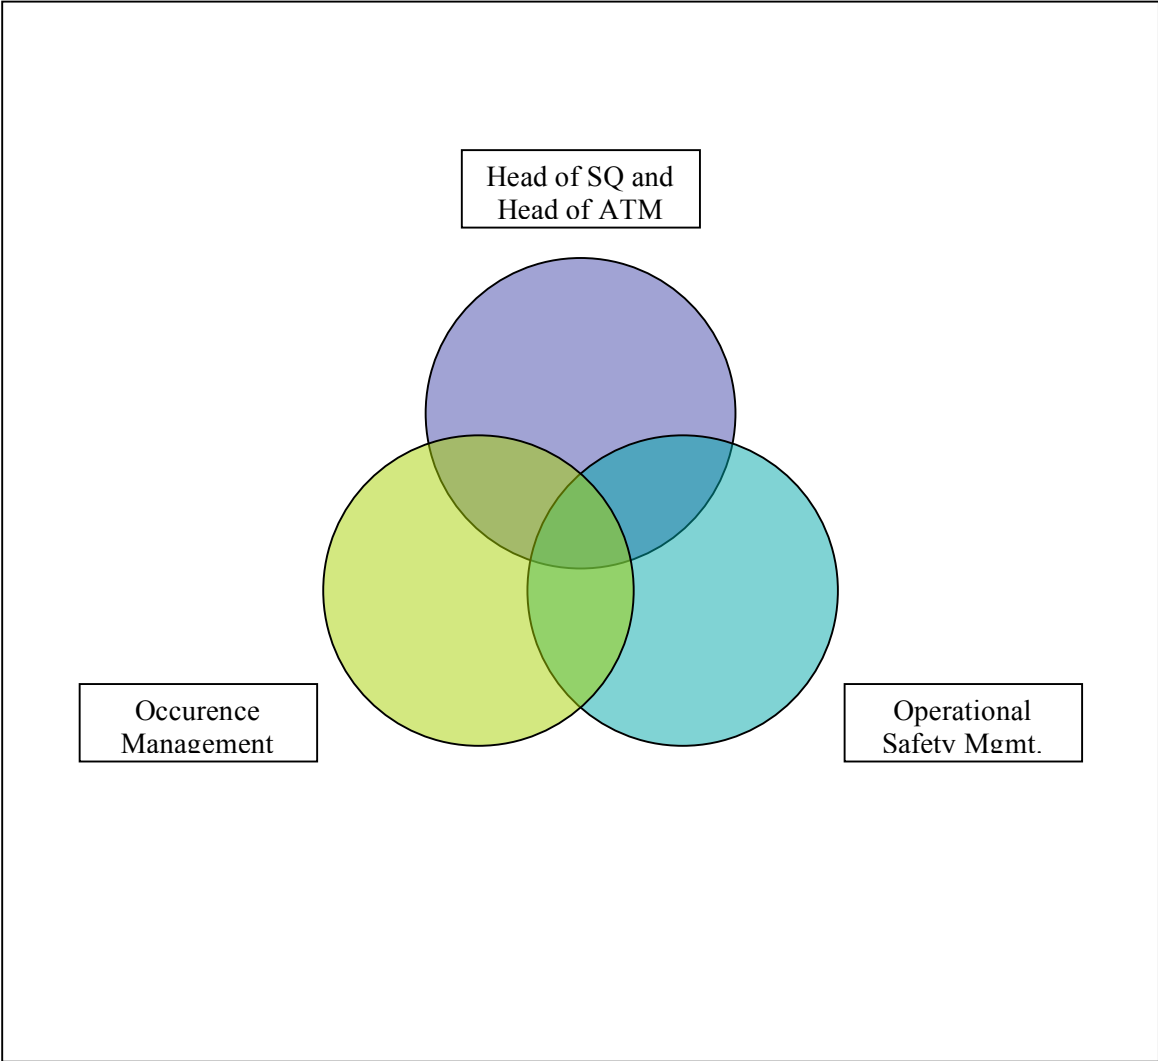 Head of SQ and
Head of ATM
Occurence
Management
Operational
Safety Mgmt.